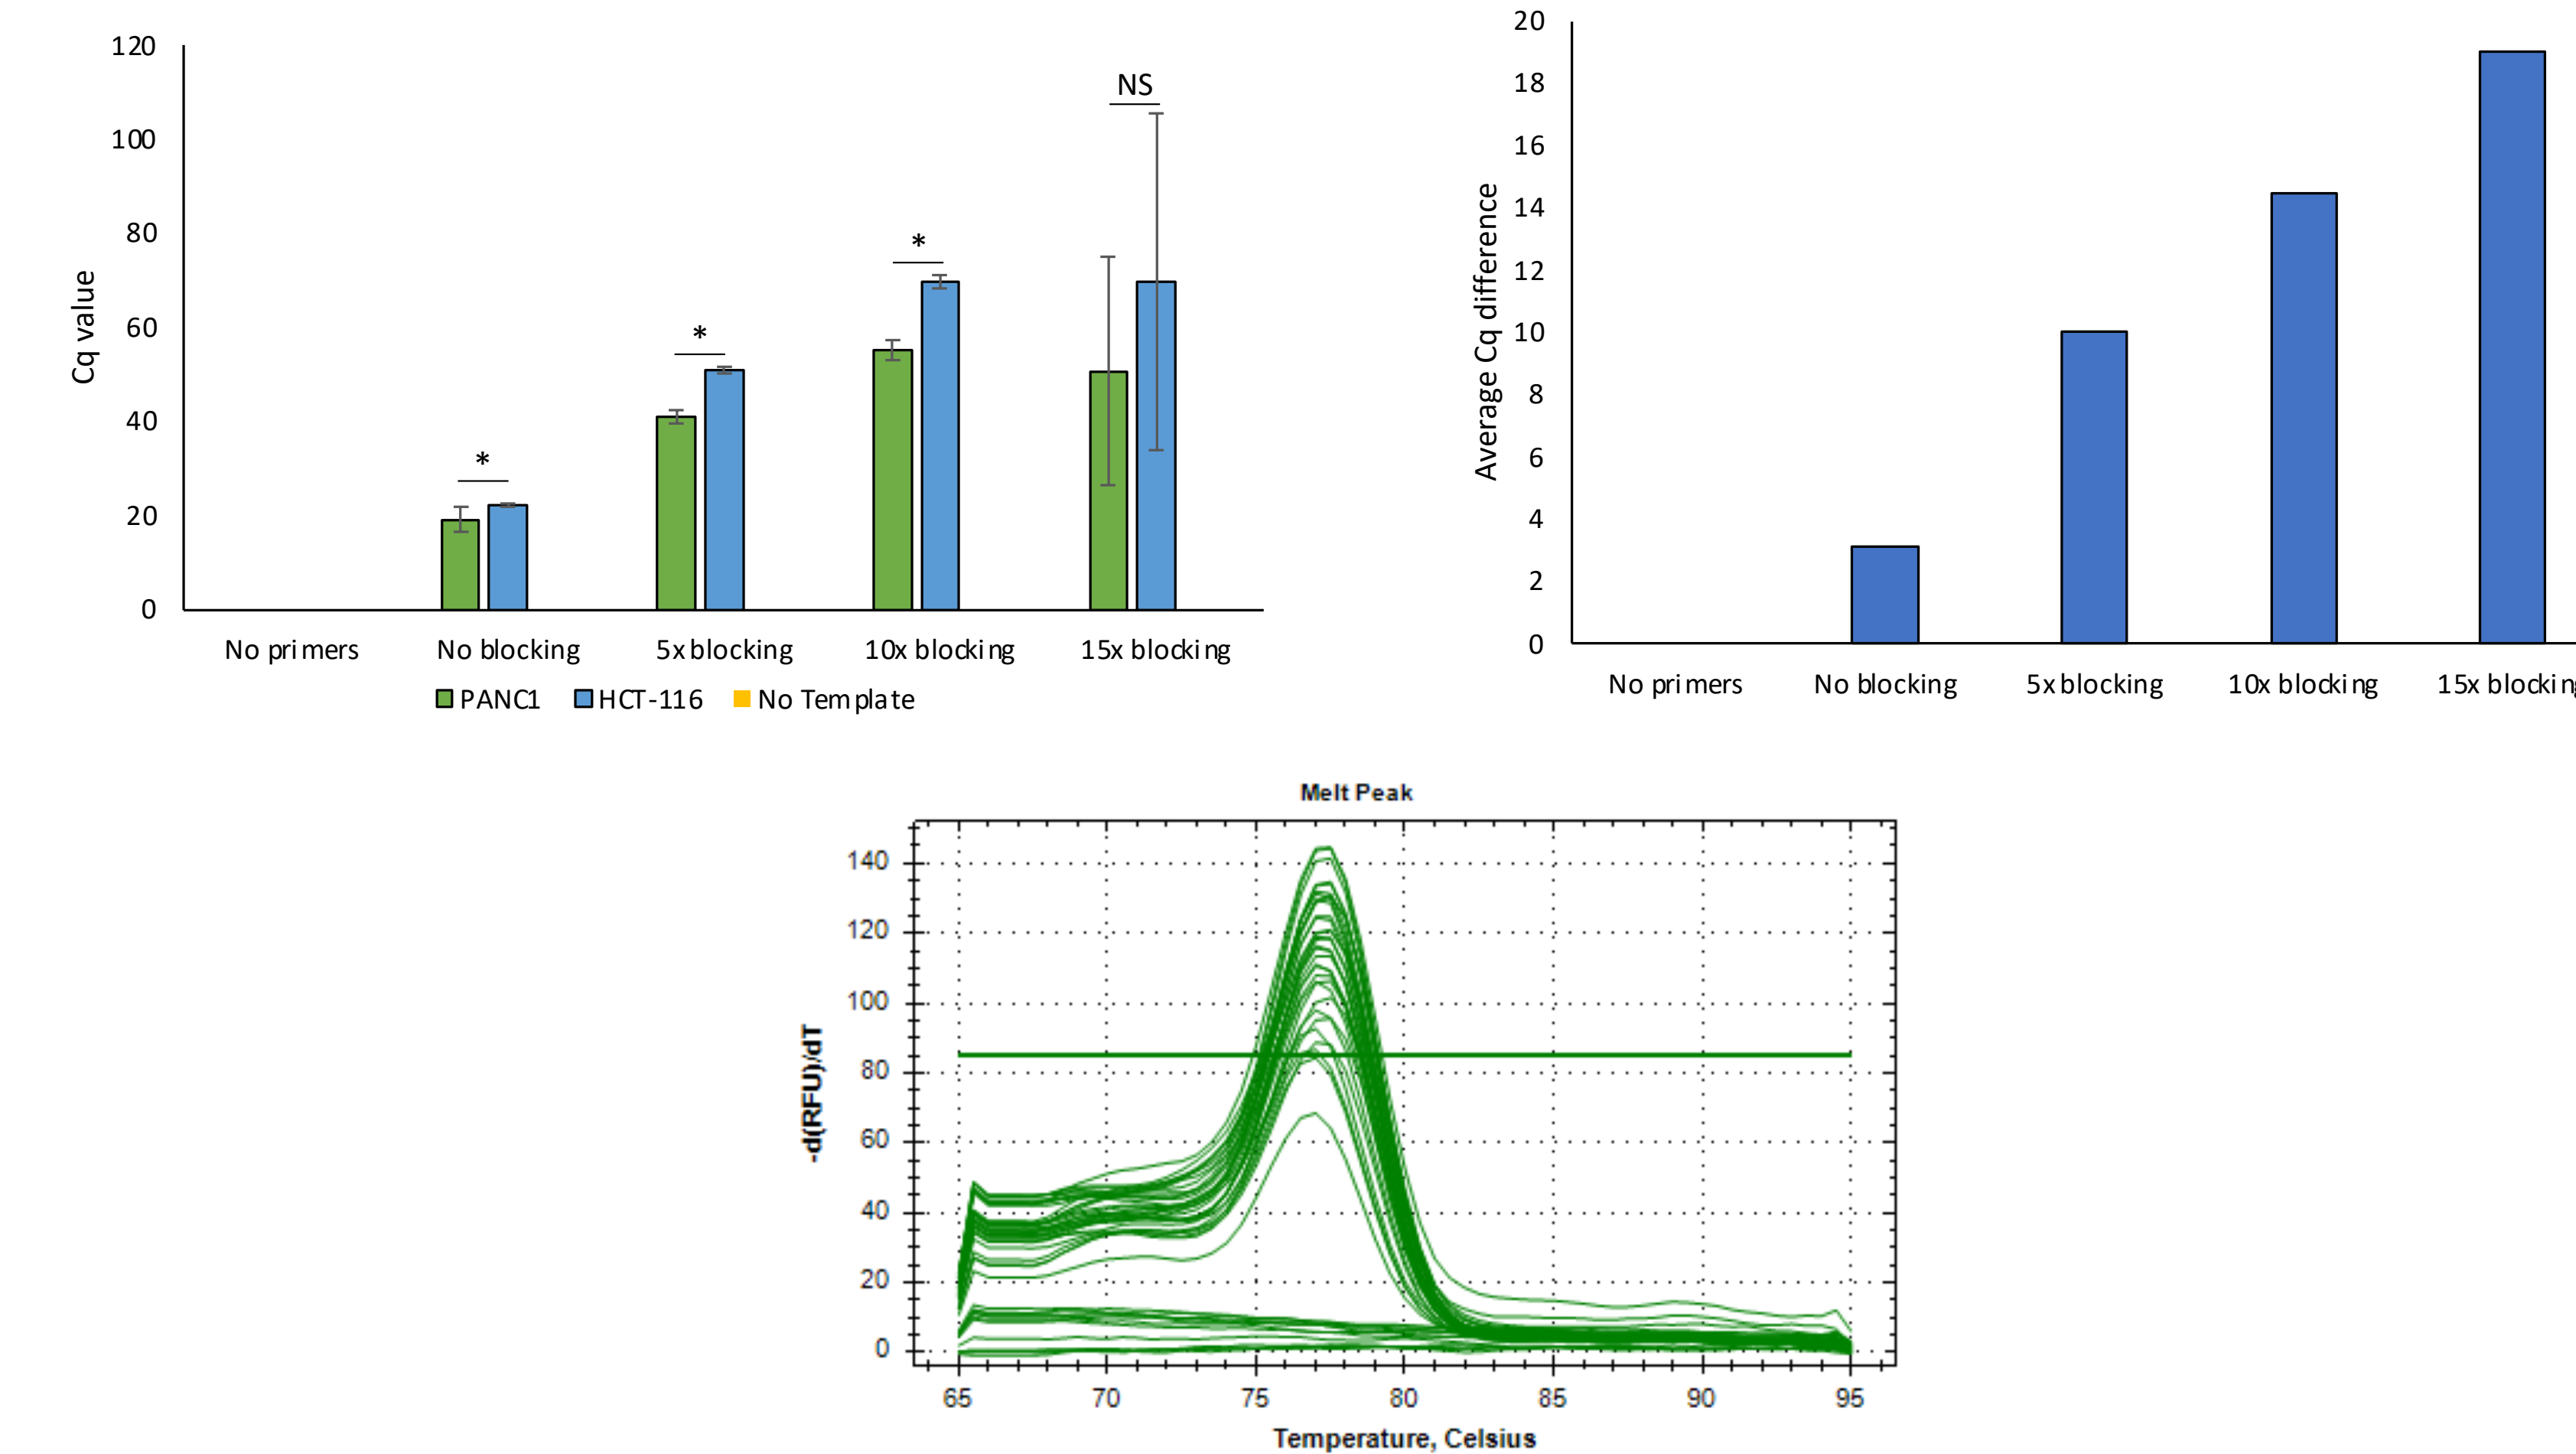 120
100
80
60
40
20
0
Cq value
*
*
*
NS
No primers No blocking 5x blocking 10x blocking 15x blocking
PANC1 HCT-116 No Template
20
18
16
14
12
10
8
6
4
2
0
Average Cq difference
No primers No blocking 5x blocking 10x blocking 15x blocking
Melt Peak
140
120
100
80
60
40
20
0
-d(RFU)/dT
65 70 75 80 85 90 95
Temperature, Celsius